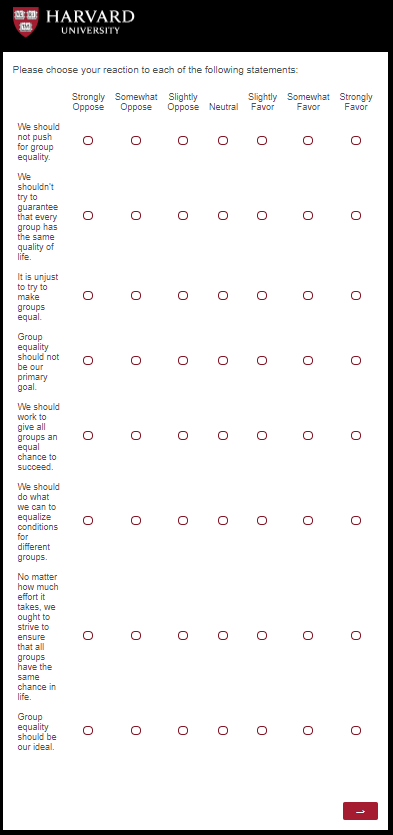 HARVARD
UNIVERSITY
Please choose your reaction to each of the following statements:
Strongly Oppose
Somewhat Oppose
Slightly Oppose
Neutral
Slightly Favor
Somewhat Favor
Strongly Favor
We should
not push
for group
equality.
We
shouldn't
try to
guarantee
that every
group has
the same
quality of
life.
It is unjust
to try to
make
groups
equal.
Group
equality
should not
be our
primary
goal.
We should
work to
give all
groups an
equal
chance to
succeed.
We should
do what
we can to
equalize
conditions
for
different
groups.
No matter
how much
effort it
takes, we
ought to
strive to
ensure
that all
groups
have the
same
chance in
life.
Group
equality
should be
our ideal.
→